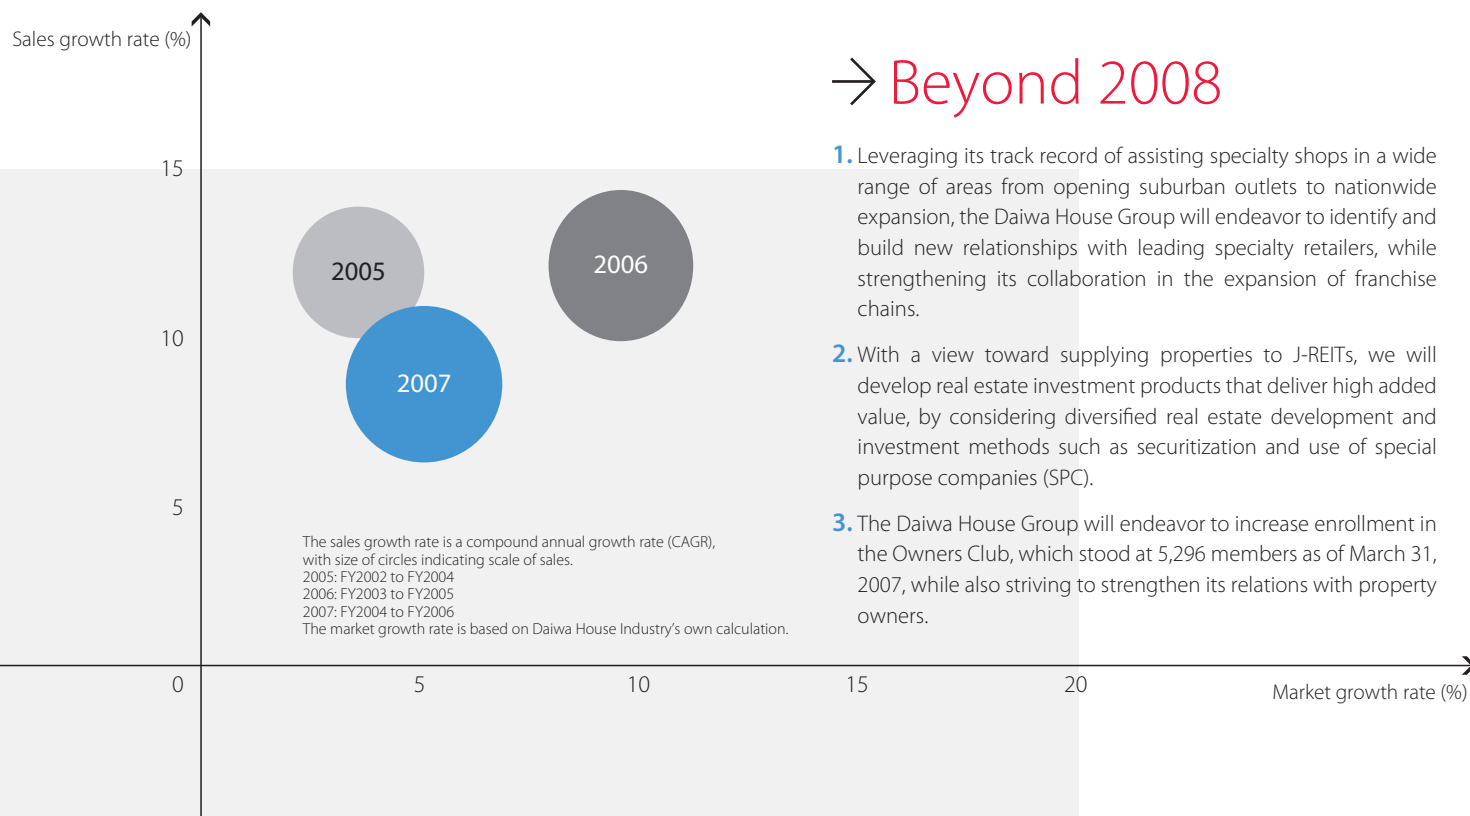 Sales growth rate (%)
15
10
5
0
5
10
15
20
Market growth rate (%)
2005
2006
2007
The sales growth rate is a compound annual growth rate (CAGR),
with size of circles indicating scale of sales.
2005: FY2002 to FY2004
2006: FY2003 to FY2005
2007: FY2004 to FY2006
The market growth rate is based on Daiwa House Industry’s own calculation.
→ Beyond 2008
1. Leveraging its track record of assisting specialty shops in a wide
range of areas from opening suburban outlets to nationwide
expansion, the Daiwa House Group will endeavor to identify and
build new relationships with leading specialty retailers, while
strengthening its collaboration in the expansion of franchise
chains.
2. With a view toward supplying properties to J-REITs, we will
develop real estate investment products that deliver high added
value, by considering diversified real estate development and
investment methods such as securitization and use of special
purpose companies (SPC).
3. The Daiwa House Group will endeavor to increase enrollment in
the Owners Club, which stood at 5,296 members as of March 31,
2007, while also striving to strengthen its relations with property
owners.